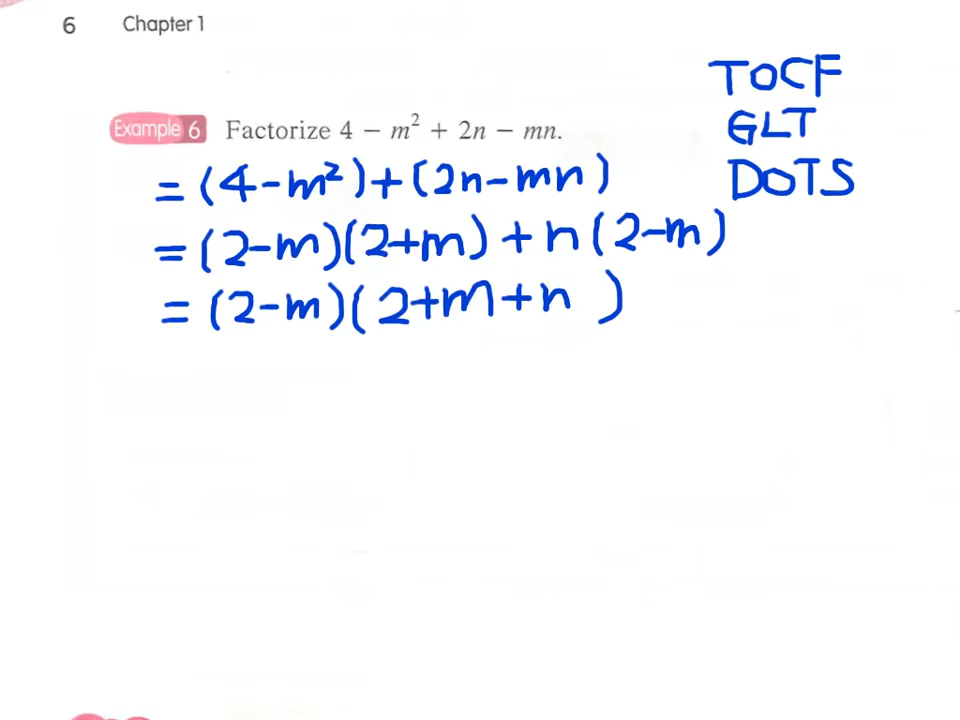 6 Chapter 1
TOCF
Example 6 Factorize 4 − m² + 2n − mn.
GLT
= (4-m²)+(2n-mn)
DOTS
= (2-m)(2+m)+n(2-m)
= (2-m)(2+m+n )